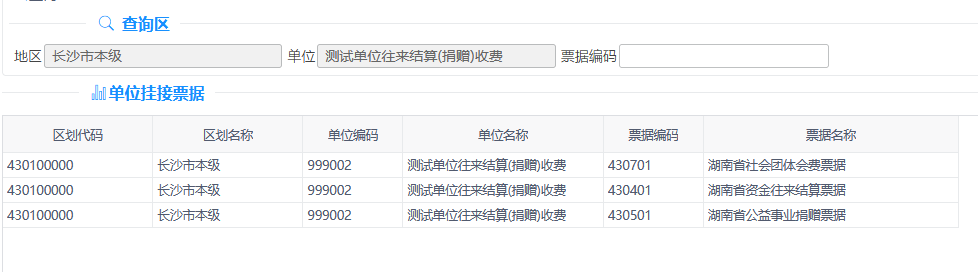 查询区
地区 长沙市本级 单位 测试单位往来结算(捐赠)收费 票据编码
单位挂接票据
区划代码 区划名称 单位编码 单位名称 票据编码 票据名称
430100000 长沙市本级 999002 测试单位往来结算(捐赠)收费 430701 湖南省社会团体会费票据
430100000 长沙市本级 999002 测试单位往来结算(捐赠)收费 430401 湖南省资金往来结算票据
430100000 长沙市本级 999002 测试单位往来结算(捐赠)收费 430501 湖南省公益事业捐赠票据